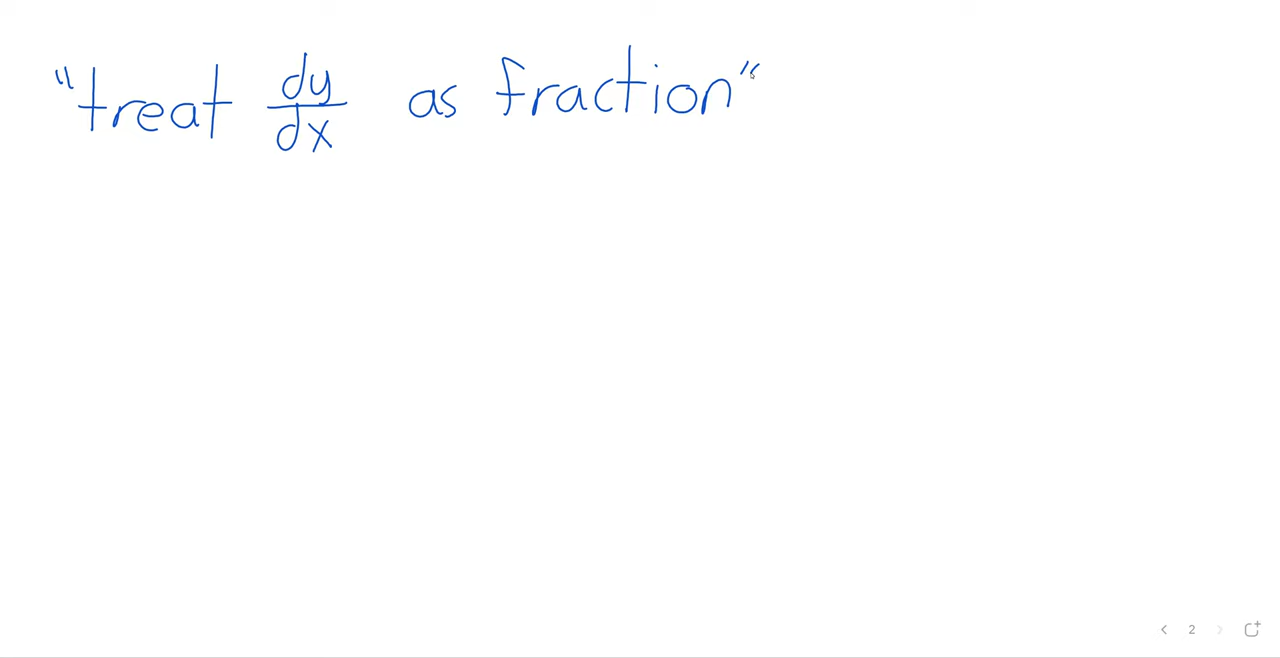 "treat dy/dx as fraction"
< 2 >